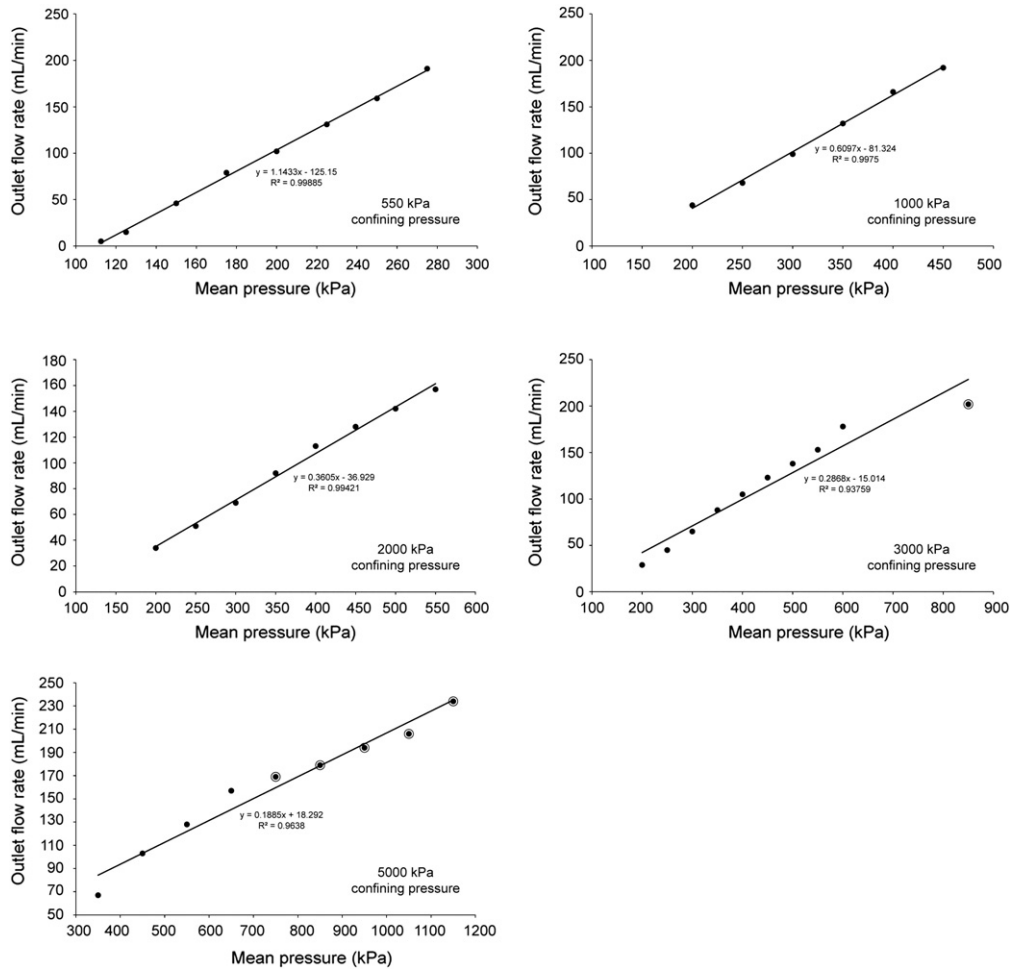 Outlet flow rate (mL/min)
250
200
150
100
50
0
y = 1.1433x - 125.15
R² = 0.99885
550 kPa
confining pressure
100 120 140 160 180 200 220 240 260 280 300
Mean pressure (kPa)
Outlet flow rate (mL/min)
250
200
150
100
50
0
y = 0.6097x - 81.324
R² = 0.9975
1000 kPa
confining pressure
100 150 200 250 300 350 400 450 500
Mean pressure (kPa)
Outlet flow rate (mL/min)
180
160
140
120
100
80
60
40
20
0
y = 0.3605x - 36.929
R² = 0.99421
2000 kPa
confining pressure
100 150 200 250 300 350 400 450 500 550 600
Mean pressure (kPa)
Outlet flow rate (mL/min)
250
200
150
100
50
0
y = 0.2868x - 15.014
R² = 0.93759
3000 kPa
confining pressure
100 200 300 400 500 600 700 800 900
Mean pressure (kPa)
Outlet flow rate (mL/min)
250
230
210
190
170
150
130
110
90
70
50
y = 0.1885x + 18.292
R² = 0.9638
5000 kPa
confining pressure
300 400 500 600 700 800 900 1000 1100 1200
Mean pressure (kPa)